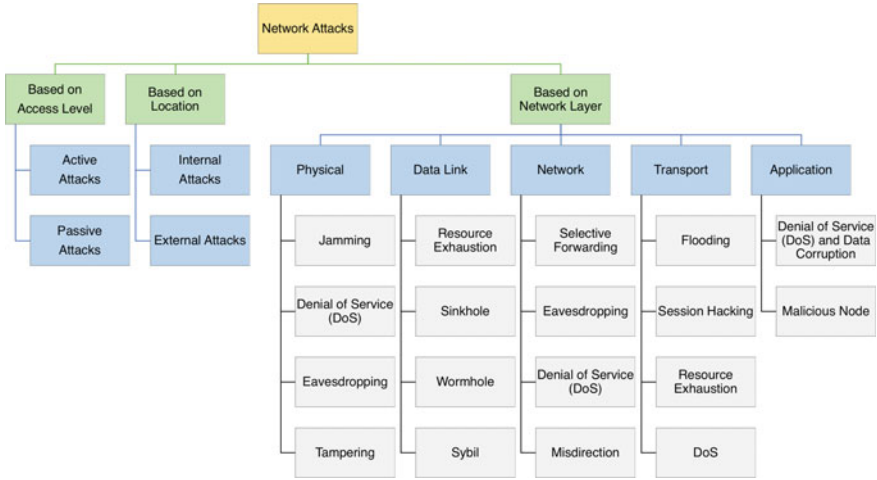 Network Attacks
Based on
Access Level
Based on
Location
Based on
Network Layer
Active
Attacks
Passive
Attacks
Internal
Attacks
External Attacks
Physical
Data Link
Network
Transport
Application
Jamming
Denial of Service
(DoS)
Eavesdropping
Tampering
Resource
Exhaustion
Sinkhole
Wormhole
Sybil
Selective
Forwarding
Eavesdropping
Denial of Service
(DoS)
Misdirection
Flooding
Session Hacking
Resource
Exhaustion
DoS
Denial of Service
(DoS) and Data
Corruption
Malicious Node